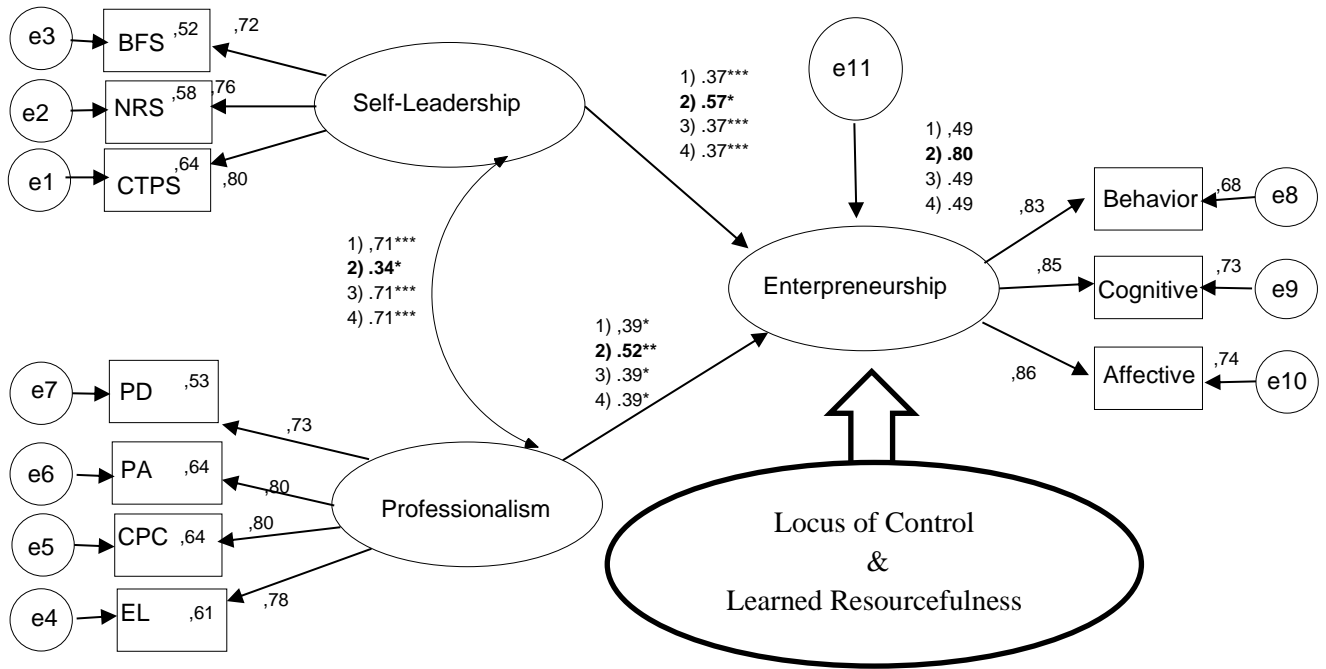 e3
BFS ,52
,72
e2
NRS ,58
,76
e1
CTPS ,64
,80
Self-Leadership
1) .37***
2) .57*
3) .37***
4) .37***
e11
1) ,49
2) .80
3) .49
4) .49
1) ,71***
2) .34*
3) .71***
4) .71***
Enterpreneurship
,83
Behavior
,68
e8
,85
Cognitive
,73
e9
,86
Affective
,74
e10
1) ,39*
2) .52**
3) .39*
4) .39*
e7
PD ,53
,73
e6
PA ,64
,80
e5
CPC ,64
,80
e4
EL ,61
,78
Professionalism
Locus of Control
&
Learned Resourcefulness